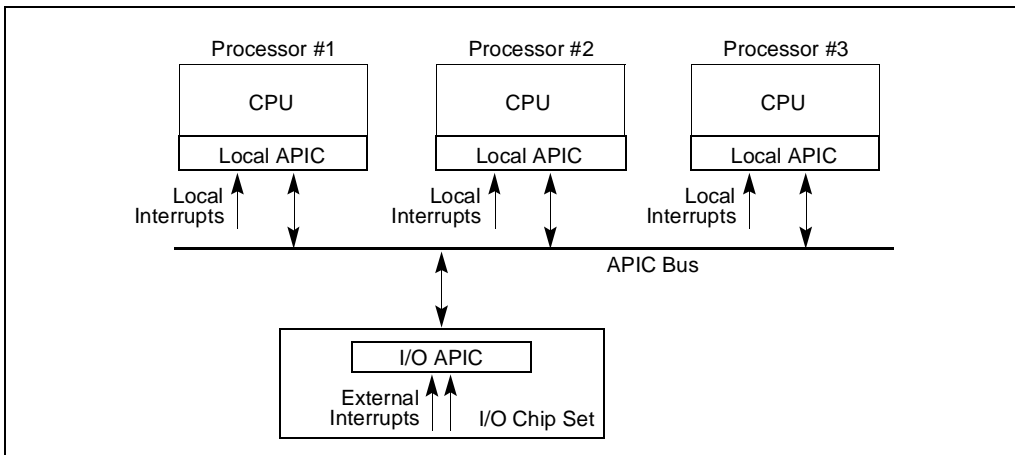 Processor #1
Processor #2
Processor #3
CPU
CPU
CPU
Local APIC
Local APIC
Local APIC
Local
Interrupts
Local
Interrupts
Local
Interrupts
APIC Bus
I/O APIC
External
Interrupts
I/O Chip Set